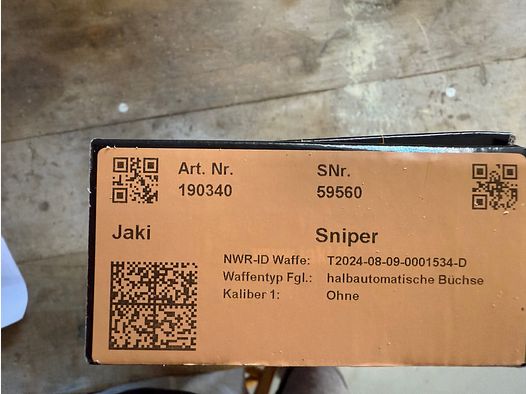 Art. Nr.
190340
SNr.
59560
Jaki
Sniper
NWR-ID Waffe: T2024-08-09-0001534-D
Waffentyp Fgl.: halbautomatische Büchse
Kaliber 1: Ohne